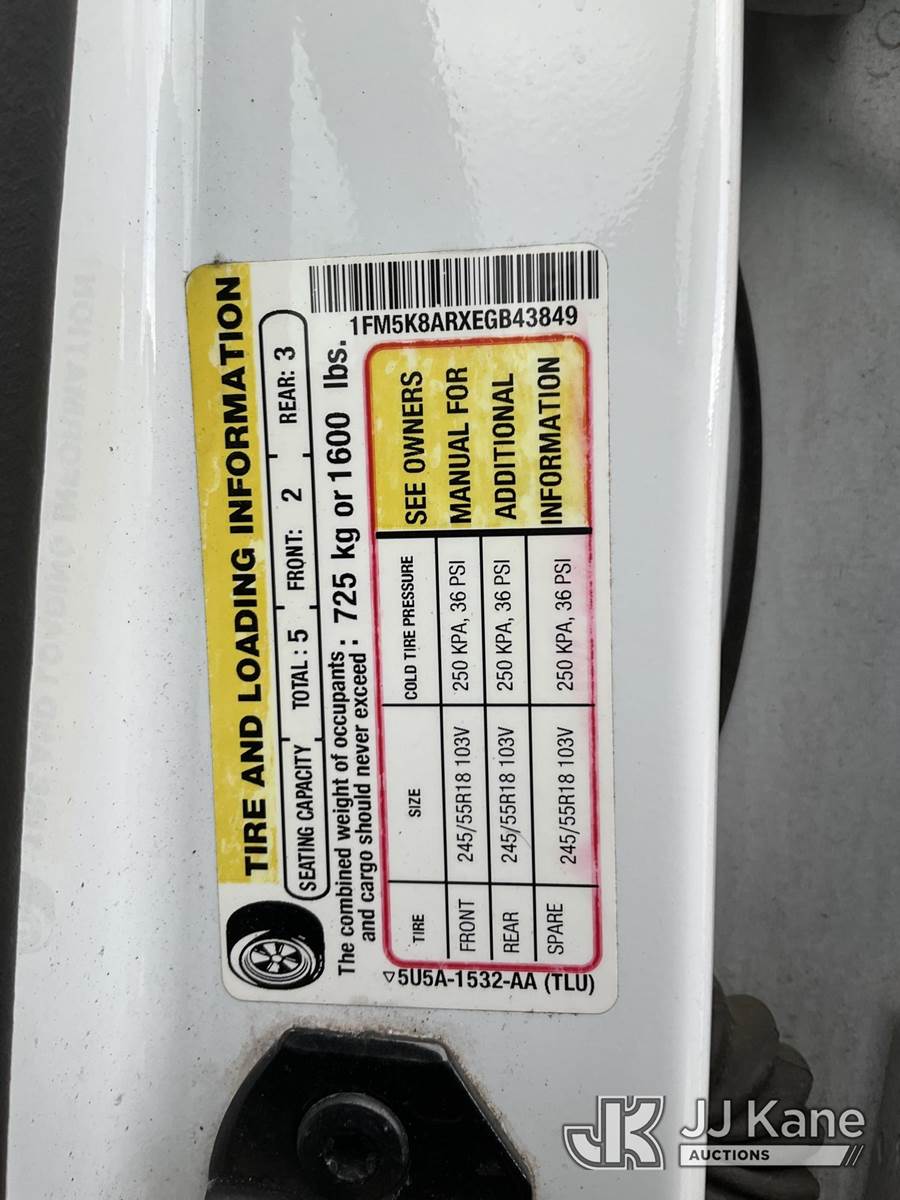 TIRE AND LOADING INFORMATION
SEATING CAPACITY TOTAL : 5 FRONT: 2 REAR: 3
The combined weight of occupants : 725 kg or 1600 lbs.
and cargo should never exceed :
TIRE SIZE COLD TIRE PRESSURE
FRONT 245/55R18 103V 250 KPA, 36 PSI
REAR 245/55R18 103V 250 KPA, 36 PSI
SPARE 245/55R18 103V 250 KPA, 36 PSI
SEE OWNERS
MANUAL FOR
ADDITIONAL
INFORMATION
5U5A-1532-AA (TLU)
1FM5K8ARXEGB43849
JK JJ Kane
AUCTIONS